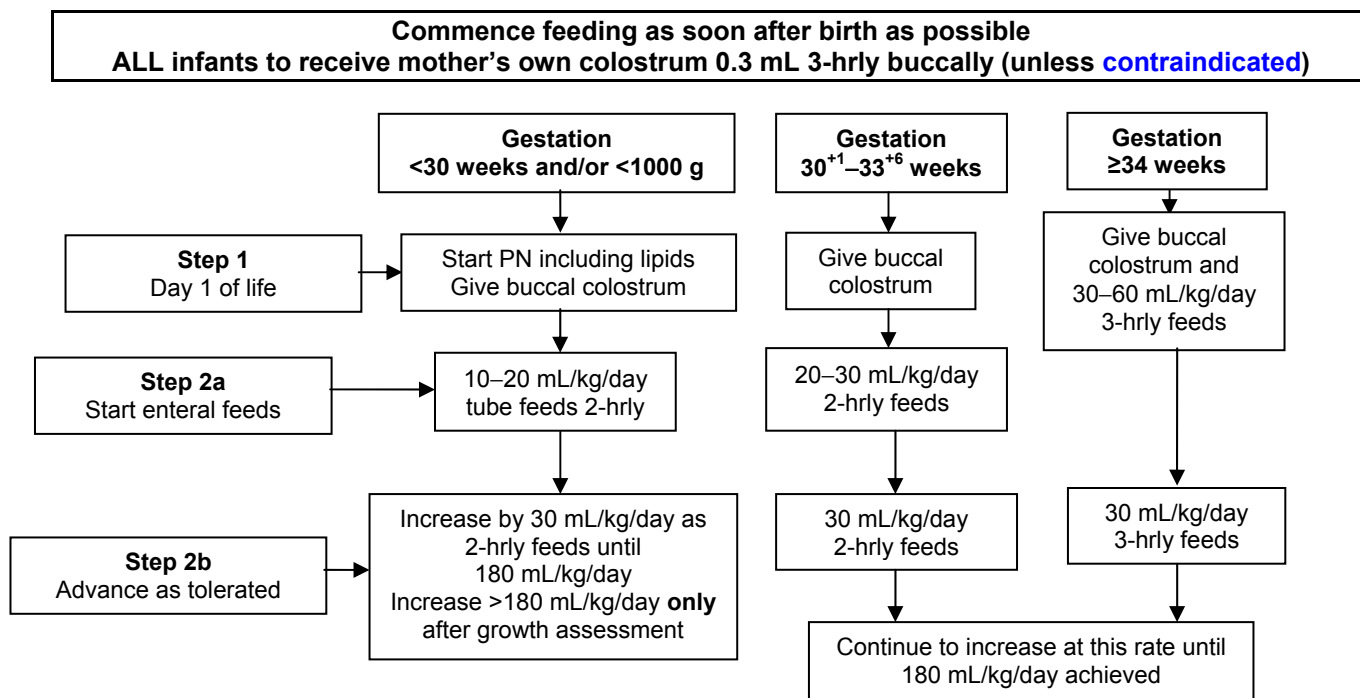 Commence feeding as soon after birth as possible
ALL infants to receive mother’s own colostrum 0.3 mL 3-hrly buccally (unless contraindicated)
Gestation
<30 weeks and/or <1000 g
Gestation
30+1–33+6 weeks
Gestation
≥34 weeks
Step 1
Day 1 of life
Start PN including lipids
Give buccal colostrum
Give buccal
colostrum
Give buccal
colostrum and
30–60 mL/kg/day
3-hrly feeds
Step 2a
Start enteral feeds
10–20 mL/kg/day
tube feeds 2-hrly
20–30 mL/kg/day
2-hrly feeds
Step 2b
Advance as tolerated
Increase by 30 mL/kg/day as
2-hrly feeds until
180 mL/kg/day
Increase >180 mL/kg/day only
after growth assessment
30 mL/kg/day
2-hrly feeds
30 mL/kg/day
3-hrly feeds
Continue to increase at this rate until
180 mL/kg/day achieved